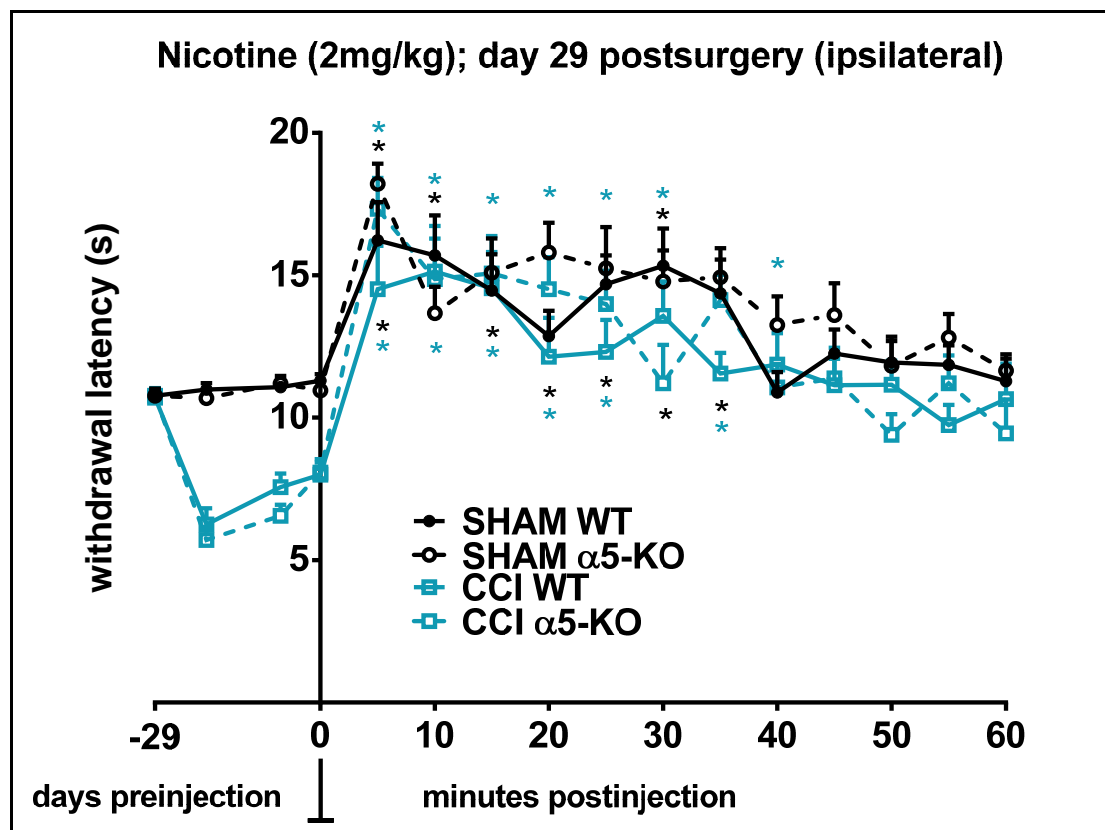 Nicotine (2mg/kg); day 29 postsurgery (ipsilateral)
withdrawal latency (s)
20
15
10
5
* * * * * * *
* * *
* * *
* * *
* * * *
* * *
SHAM WT
SHAM α5-KO
CCI WT
CCI α5-KO
-29 0 10 20 30 40 50 60
days preinjection minutes postinjection